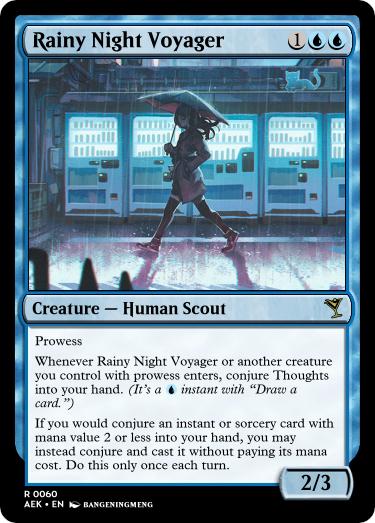 Rainy Night Voyager 1
Creature — Human Scout
Prowess
Whenever Rainy Night Voyager or another creature
you control with prowess enters, conjure Thoughts
into your hand. (It's a instant with “Draw a
card.”)
If you would conjure an instant or sorcery card with
mana value 2 or less into your hand, you may
instead conjure and cast it without paying its mana
cost. Do this only once each turn.
2/3
R 0060
AEK • EN BANGENINGMENG